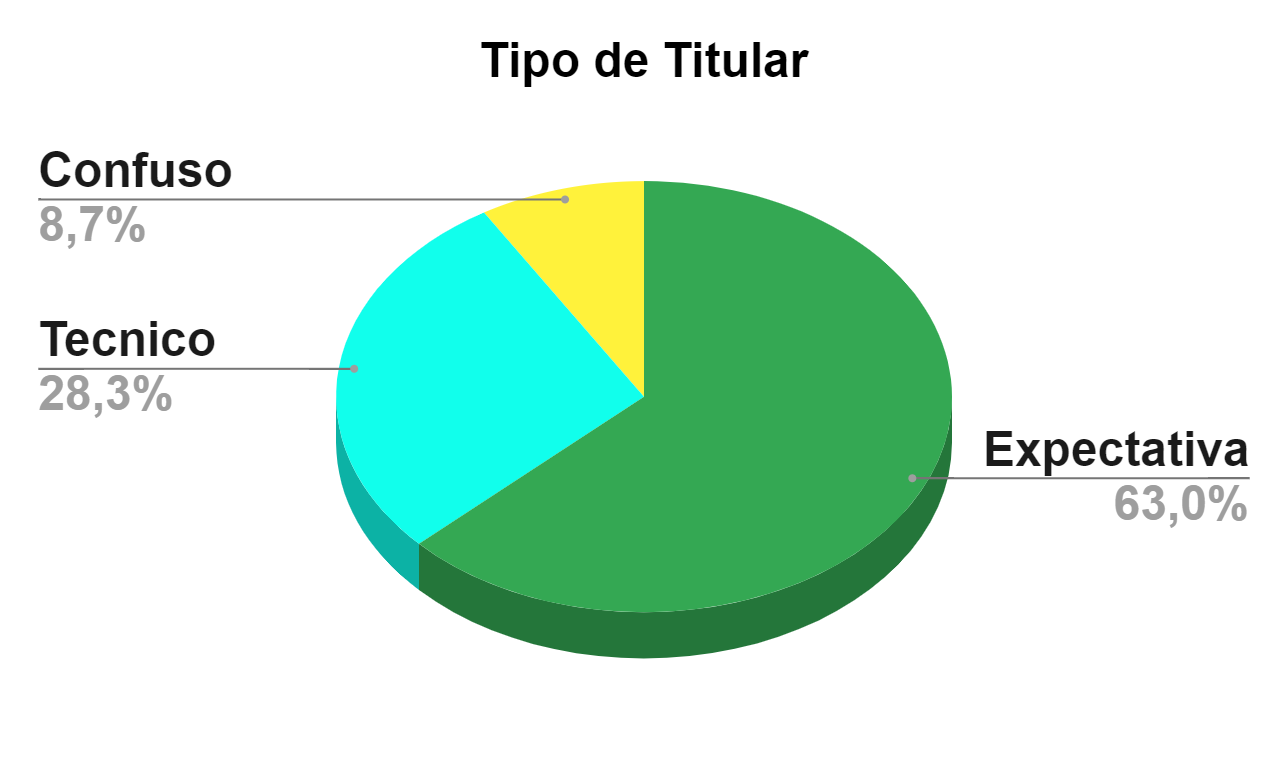 Tipo de Titular
Confuso
8,7%
Tecnico
28,3%
Expectativa
63,0%